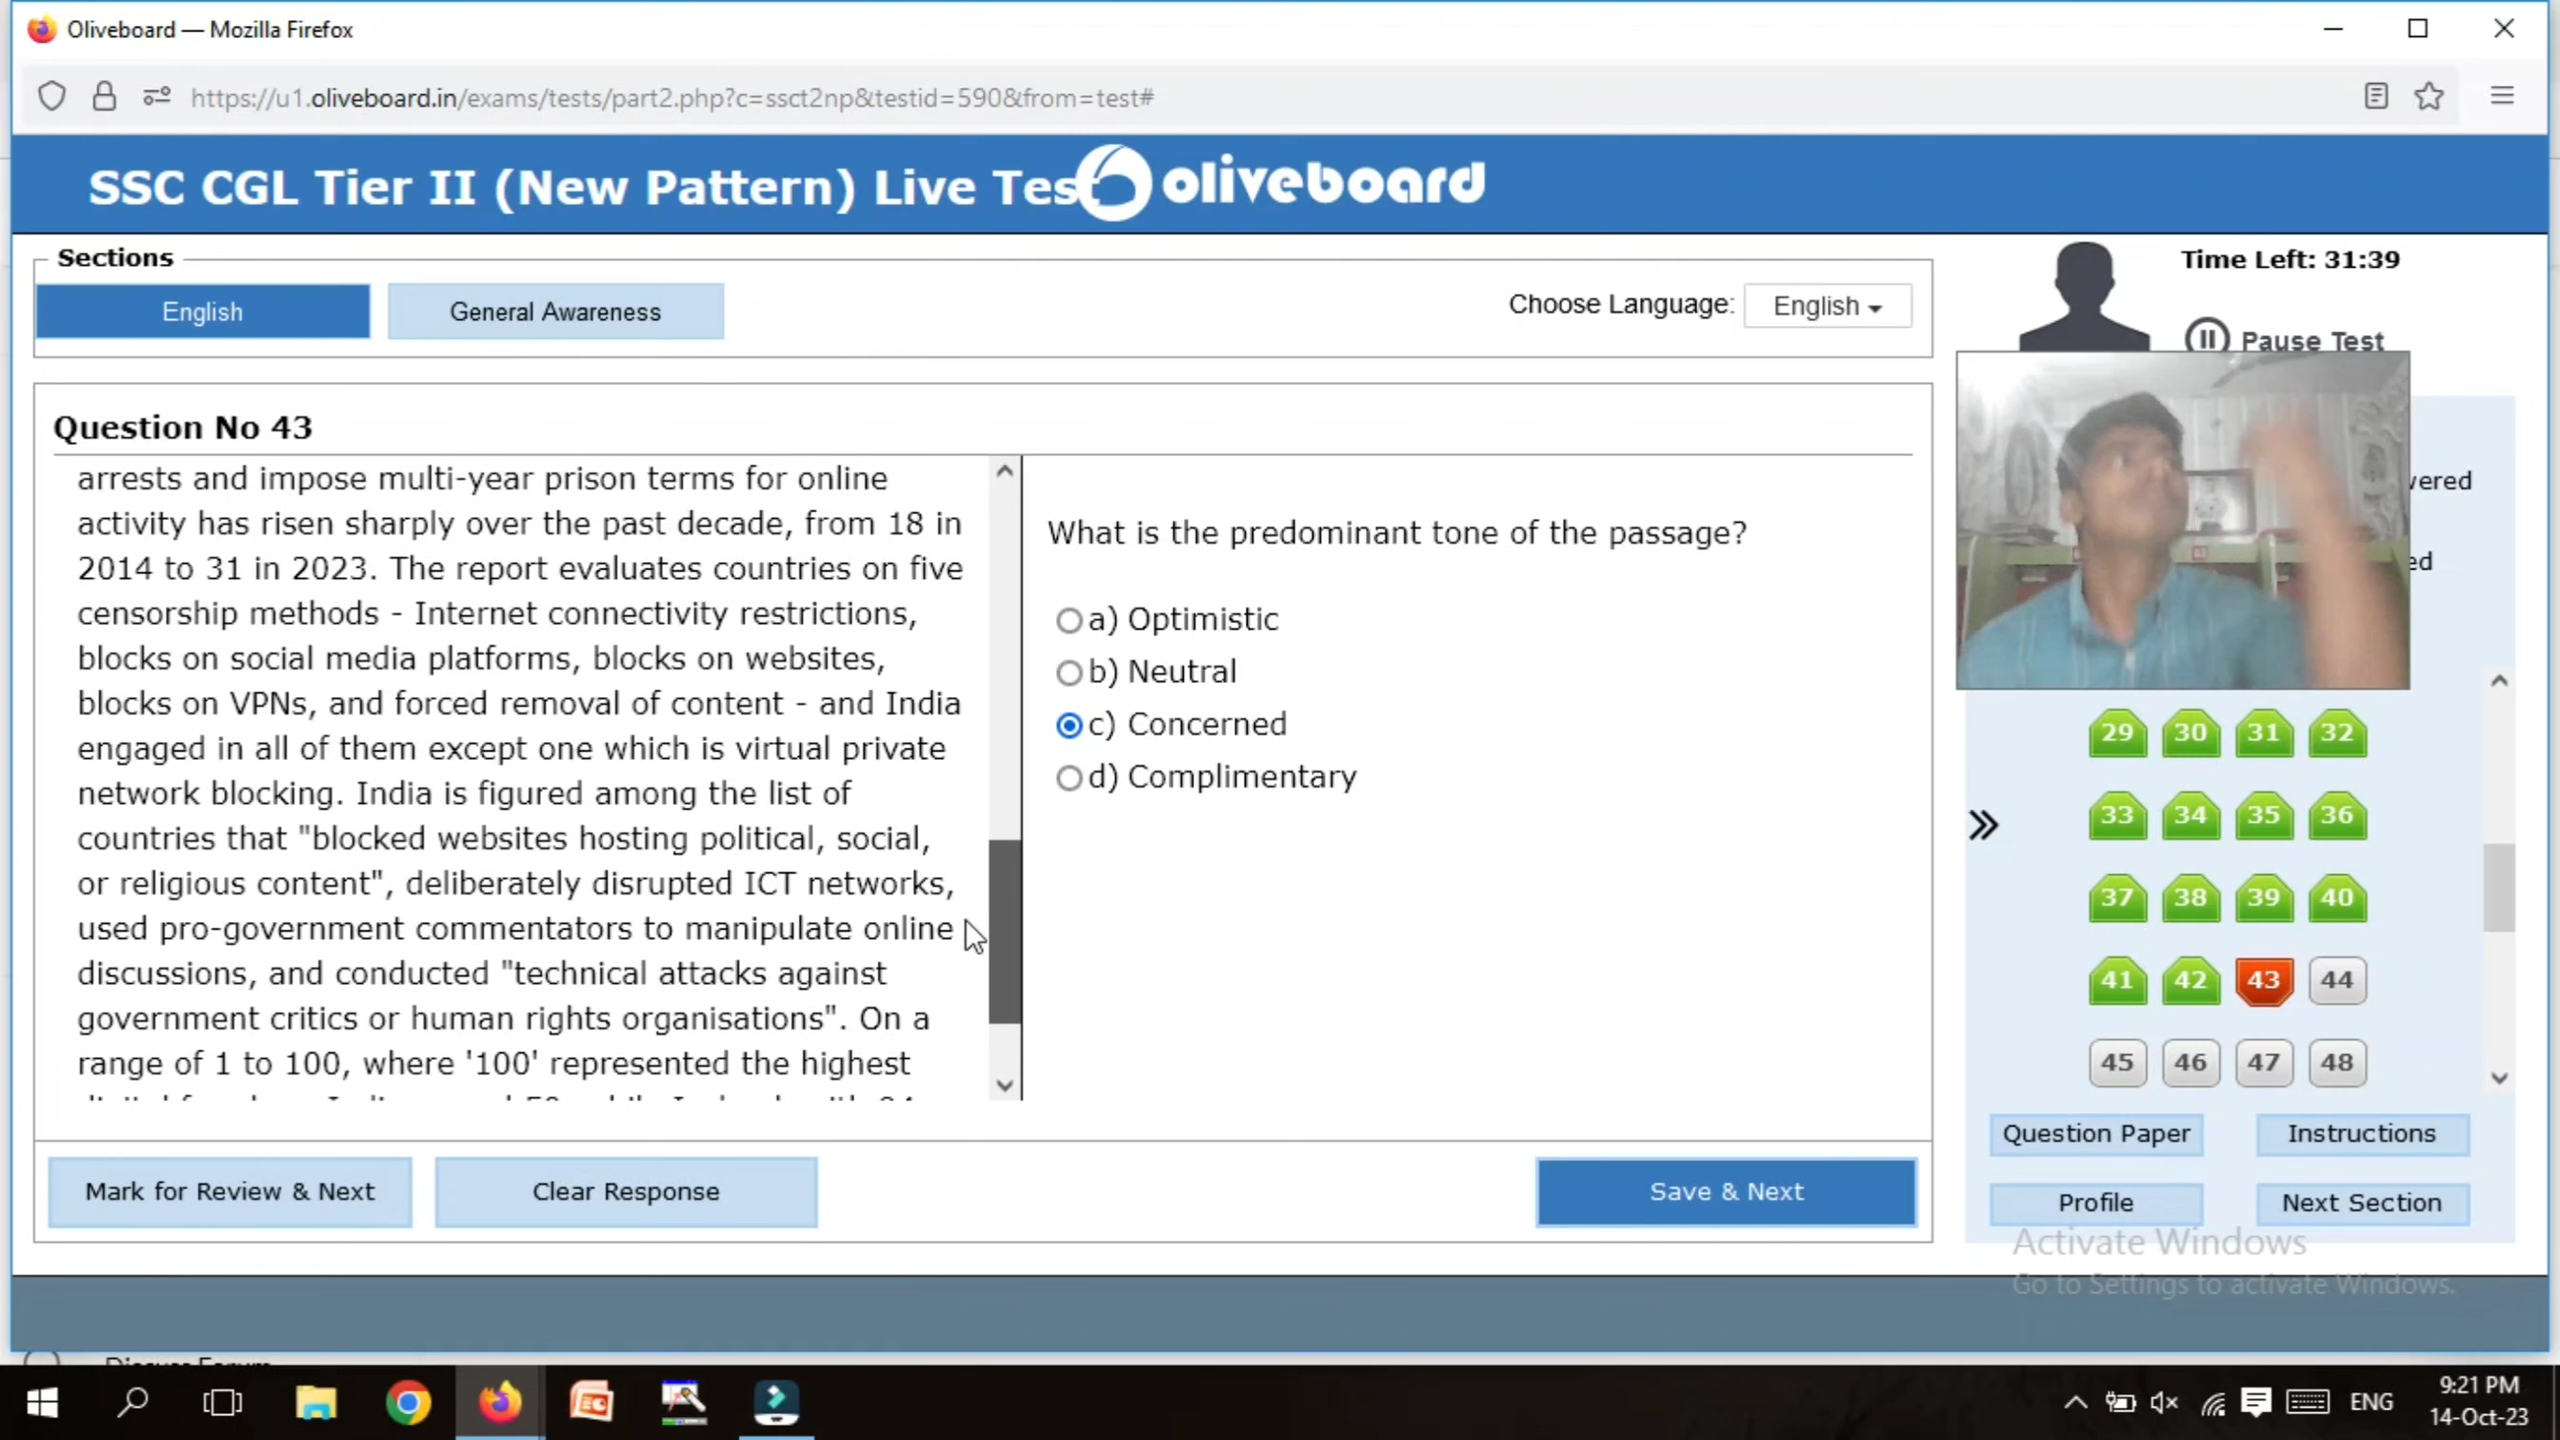 Oliveboard — Mozilla Firefox
https://u1.oliveboard.in/exams/tests/part2.php?c=ssct2np&testid=590&from=test#
SSC CGL Tier II (New Pattern) Live Tes
oliveboard
Sections
English
General Awareness
Choose Language:
English
Time Left: 31:39
Pause Test
Question No 43
arrests and impose multi-year prison terms for online
activity has risen sharply over the past decade, from 18 in
2014 to 31 in 2023. The report evaluates countries on five
censorship methods - Internet connectivity restrictions,
blocks on social media platforms, blocks on websites,
blocks on VPNs, and forced removal of content - and India
engaged in all of them except one which is virtual private
network blocking. India is figured among the list of
countries that "blocked websites hosting political, social,
or religious content", deliberately disrupted ICT networks,
used pro-government commentators to manipulate online
discussions, and conducted "technical attacks against
government critics or human rights organisations". On a
range of 1 to 100, where '100' represented the highest
What is the predominant tone of the passage?
a) Optimistic
b) Neutral
c) Concerned
d) Complimentary
vered
ed
29 30 31 32
33 34 35 36
37 38 39 40
41 42 43 44
45 46 47 48
Mark for Review & Next
Clear Response
Save & Next
Question Paper
Instructions
Profile
Next Section
Activate Windows
Go to Settings to activate Windows.
ENG
9:21 PM
14-Oct-23